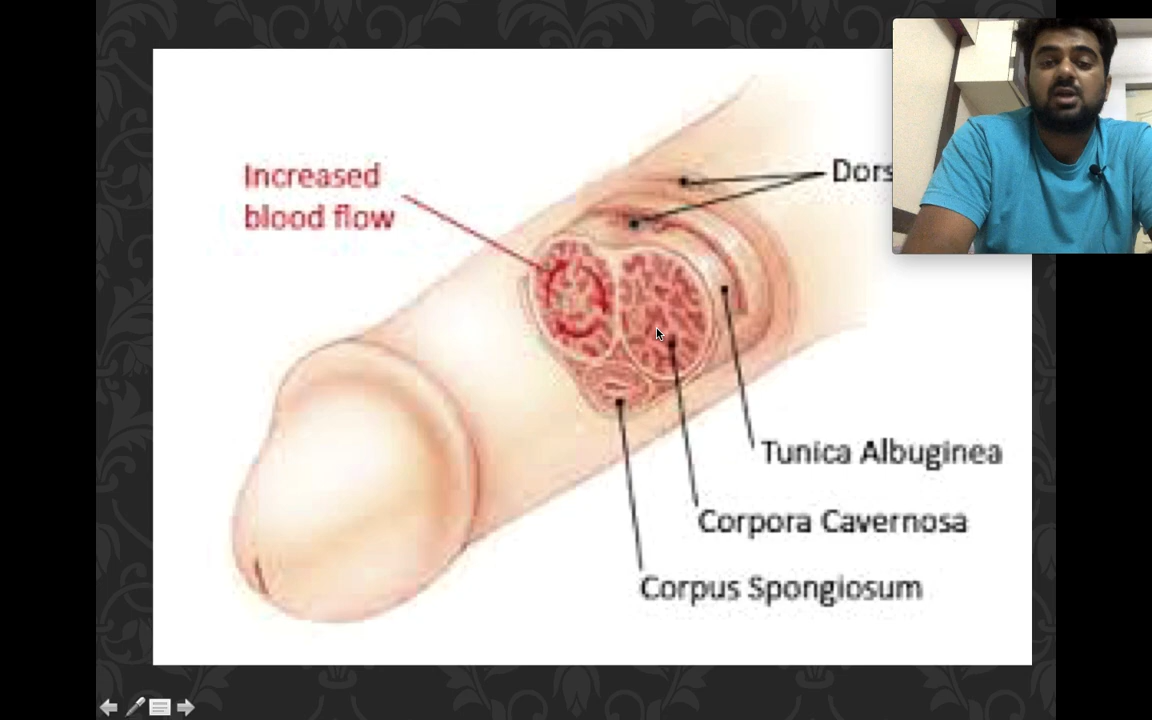 Increased
blood flow
Dors
Tunica Albuginea
Corpora Cavernosa
Corpus Spongiosum